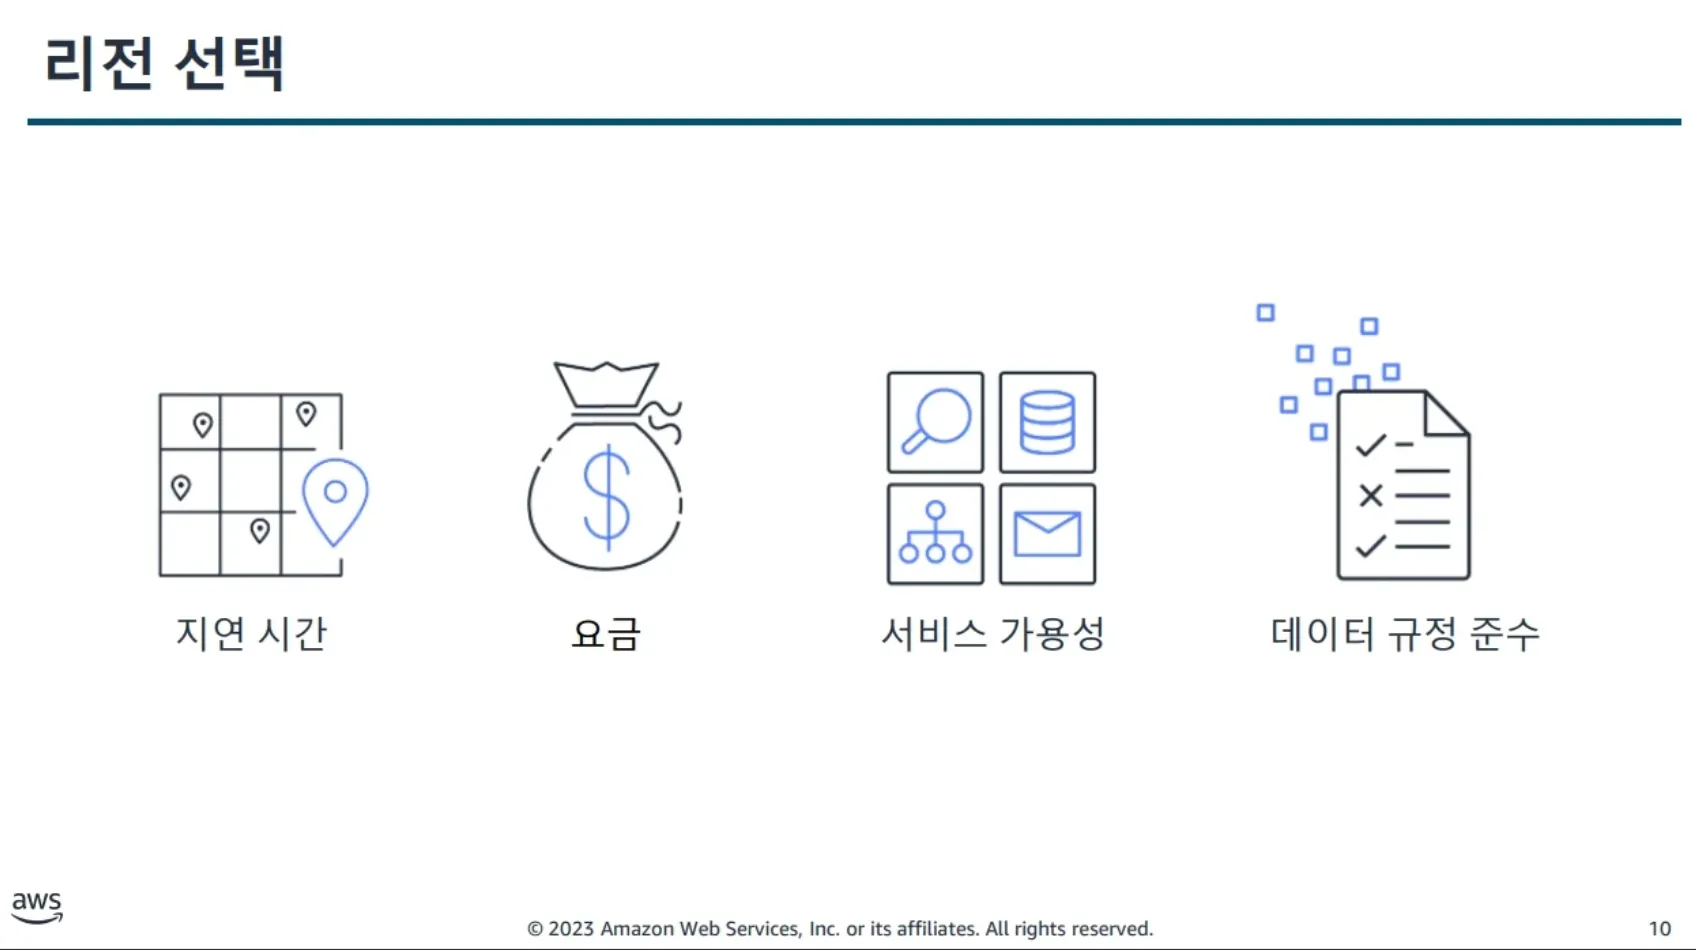 리전 선택
지연 시간
요금
서비스 가용성
데이터 규정 준수
aws
© 2023 Amazon Web Services, Inc. or its affiliates. All rights reserved.
10